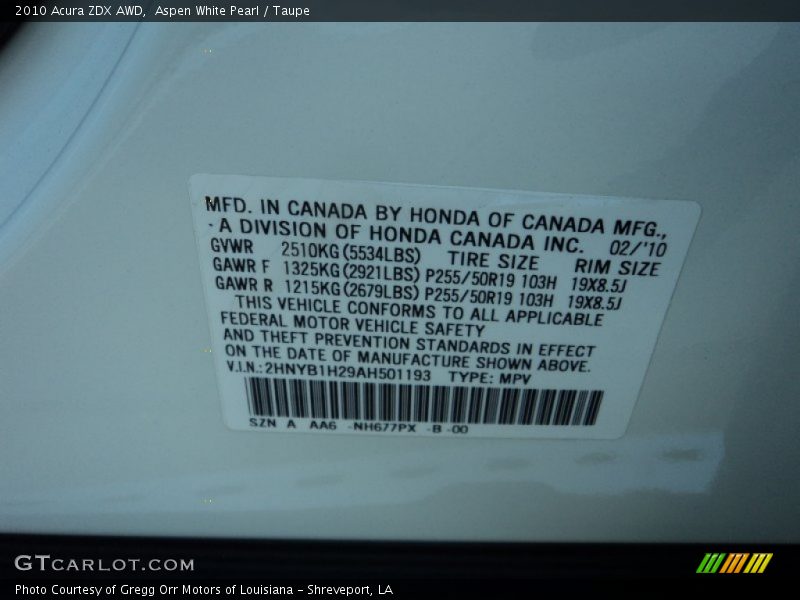 2010 Acura ZDX AWD,  Aspen White Pearl / Taupe
MFD. IN CANADA BY HONDA OF CANADA MFG.,
- A DIVISION OF HONDA CANADA INC. 02/'10
GVWR 2510KG (5534LBS) TIRE SIZE RIM SIZE
GAWR F 1325KG (2921LBS) P255/50R19 103H 19X8.5J
GAWR R 1215KG (2679LBS) P255/50R19 103H 19X8.5J
THIS VEHICLE CONFORMS TO ALL APPLICABLE
FEDERAL MOTOR VEHICLE SAFETY
AND THEFT PREVENTION STANDARDS IN EFFECT
ON THE DATE OF MANUFACTURE SHOWN ABOVE.
V.I.N.: 2HNYB1H29AH501193 TYPE: MPV
SZN A AA6 -NH677PX -B -00
GTCARLOT.COM
Photo Courtesy of Gregg Orr Motors of Louisiana - Shreveport, LA